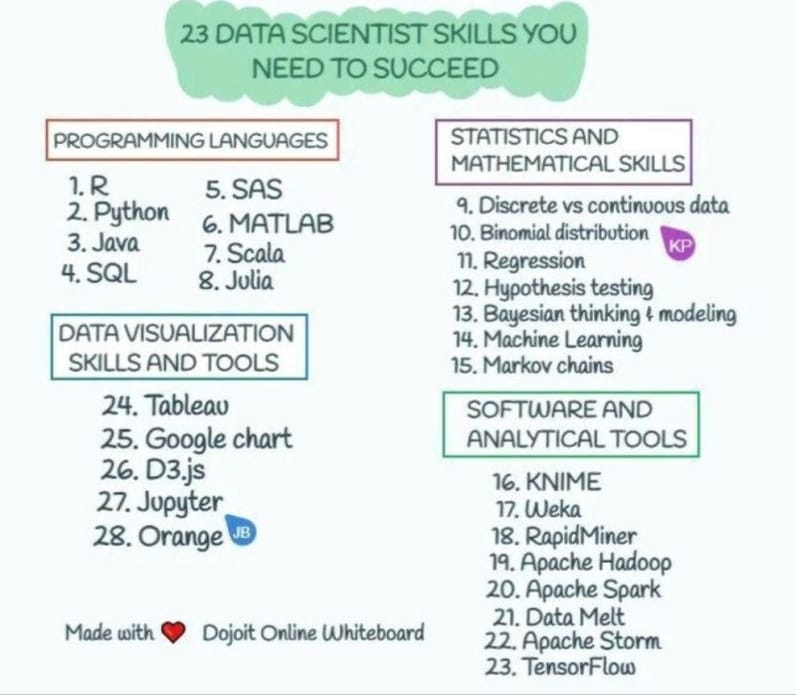 23 DATA SCIENTIST SKILLS YOU
NEED TO SUCCEED
PROGRAMMING LANGUAGES
1. R
2. Python
3. Java
4. SQL
5. SAS
6. MATLAB
7. Scala
8. Julia
STATISTICS AND
MATHEMATICAL SKILLS
9. Discrete vs continuous data
10. Binomial distribution
KP
11. Regression
12. Hypothesis testing
13. Bayesian thinking & modeling
14. Machine Learning
15. Markov chains
DATA VISUALIZATION
SKILLS AND TOOLS
24. Tableau
25. Google chart
26. D3.js
27. Jupyter
28. Orange
JB
SOFTWARE AND
ANALYTICAL TOOLS
16. KNIME
17. Weka
18. RapidMiner
19. Apache Hadoop
20. Apache Spark
21. Data Melt
22. Apache Storm
23. TensorFlow
Made with ❤ Dojoit Online Whiteboard